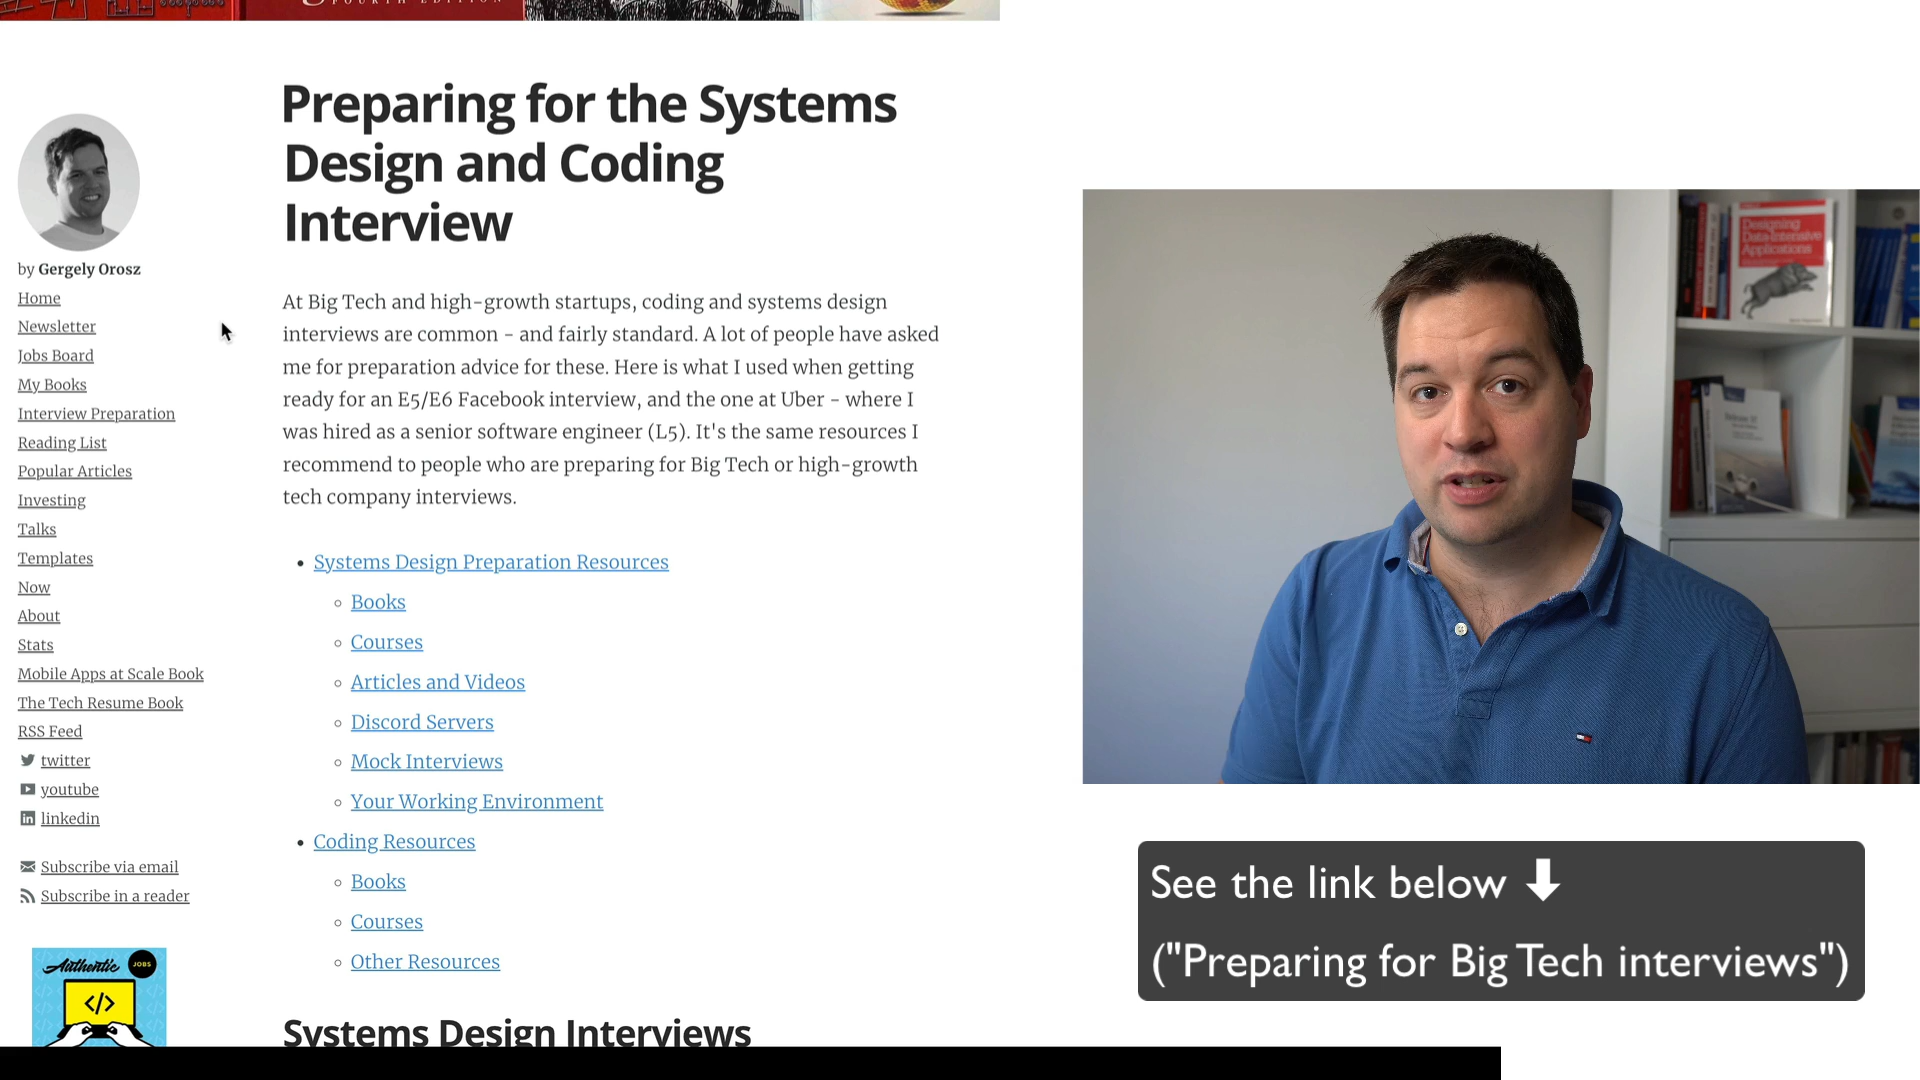 FOURTH EDITION
Preparing for the Systems
Design and Coding
Interview
by Gergely Orosz
Home
Newsletter
Jobs Board
My Books
Interview Preparation
Reading List
Popular Articles
Investing
Talks
Templates
Now
About
Stats
Mobile Apps at Scale Book
The Tech Resume Book
RSS Feed
twitter
youtube
linkedin
Subscribe via email
Subscribe in a reader
Authentic JOBS
</>
At Big Tech and high-growth startups, coding and systems design
interviews are common - and fairly standard. A lot of people have asked
me for preparation advice for these. Here is what I used when getting
ready for an E5/E6 Facebook interview, and the one at Uber - where I
was hired as a senior software engineer (L5). It's the same resources I
recommend to people who are preparing for Big Tech or high-growth
tech company interviews.
• Systems Design Preparation Resources
◦ Books
◦ Courses
◦ Articles and Videos
◦ Discord Servers
◦ Mock Interviews
◦ Your Working Environment
• Coding Resources
◦ Books
◦ Courses
◦ Other Resources
Systems Design Interviews
Designing
Data-Intensive
Applications
See the link below ⬇
("Preparing for Big Tech interviews")